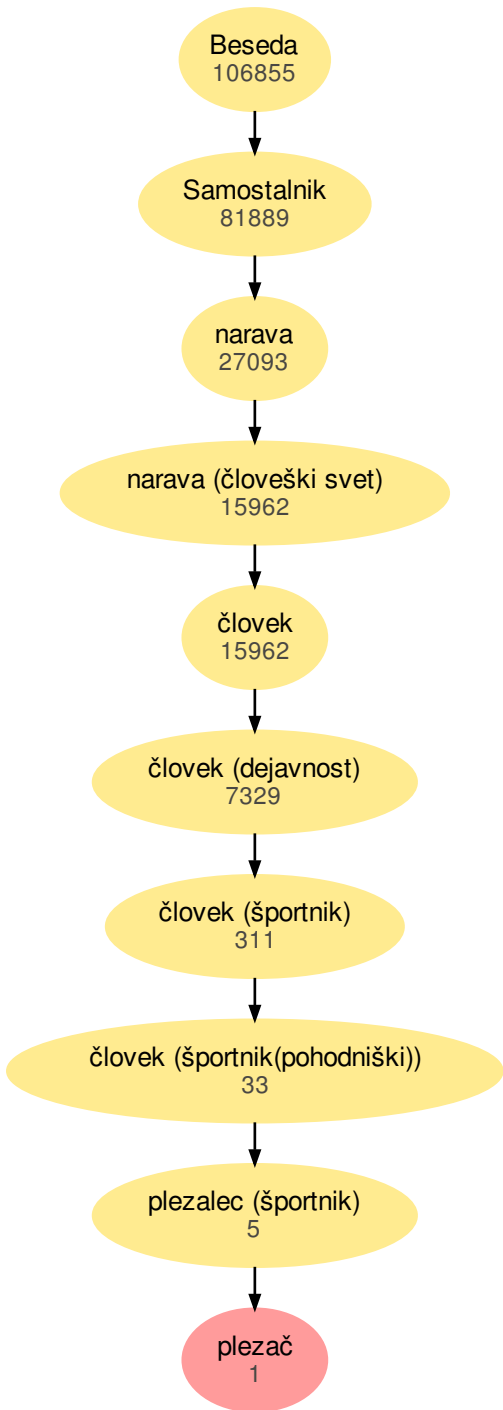 Beseda
106855
Samostalnik
81889
narava
27093
narava (človeški svet)
15962
človek
15962
človek (dejavnost)
7329
človek (športnik)
311
človek (športnik(pohodniški))
33
plezalec (športnik)
5
plezač
1